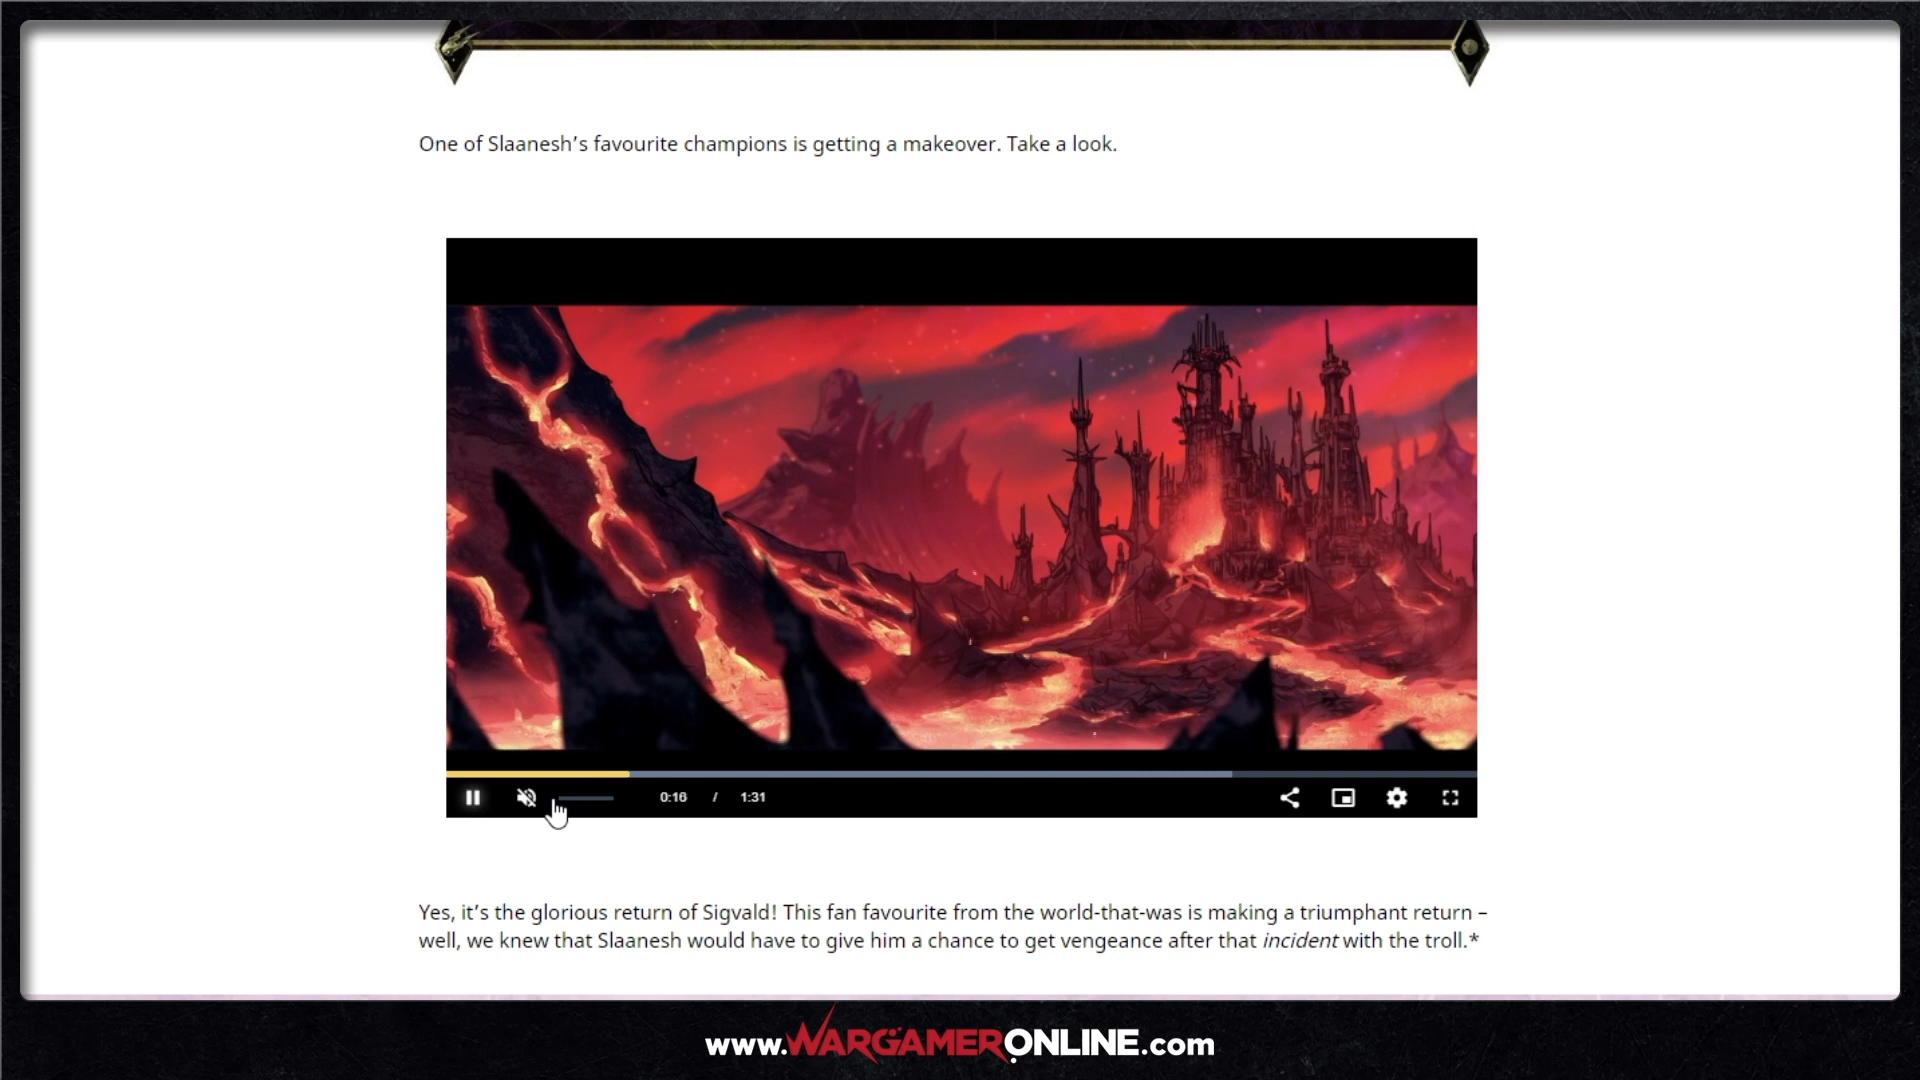 One of Slaanesh’s favourite champions is getting a makeover. Take a look.
0:16 / 1:31
Yes, it’s the glorious return of Sigvald! This fan favourite from the world-that-was is making a triumphant return –
well, we knew that Slaanesh would have to give him a chance to get vengeance after that incident with the troll.*
www.WARGAMERONLINE.com